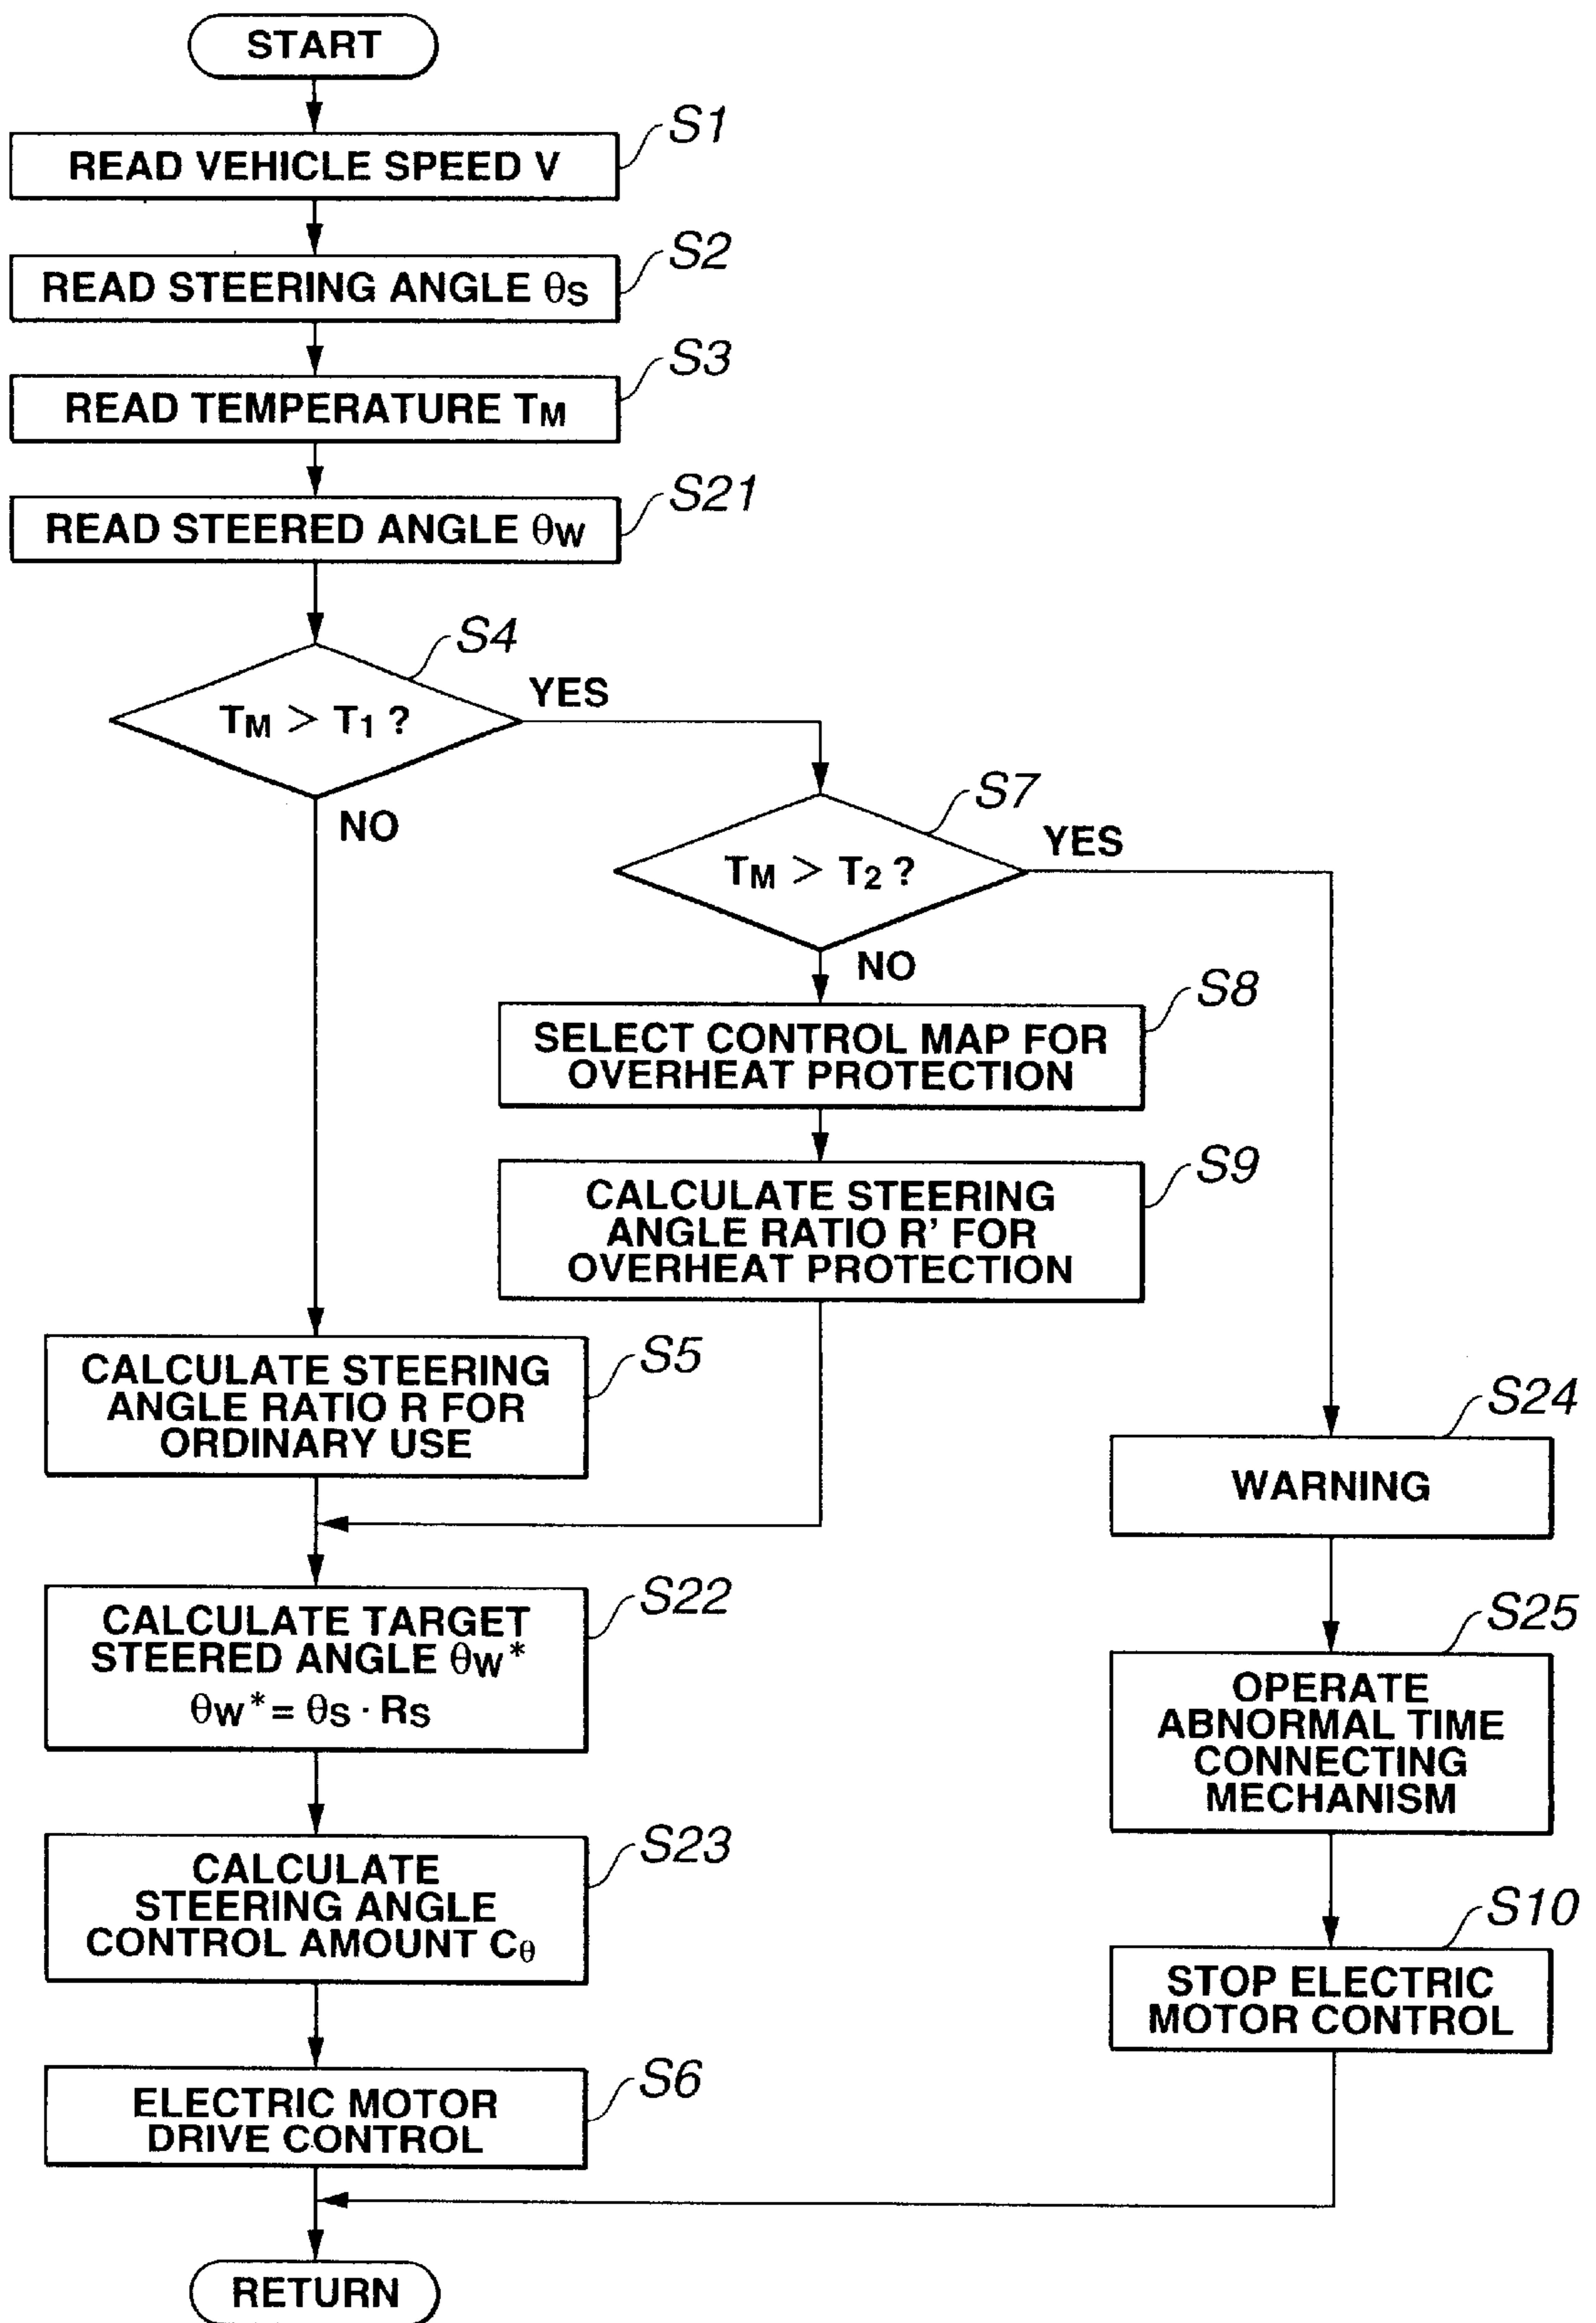 START
S1
READ VEHICLE SPEED V
S2
READ STEERING ANGLE θS
S3
READ TEMPERATURE TM
S21
READ STEERED ANGLE θW
S4
TM > T1 ?
YES
NO
S7
TM > T2 ?
YES
NO
S8
SELECT CONTROL MAP FOR
OVERHEAT PROTECTION
S9
CALCULATE STEERING
ANGLE RATIO R' FOR
OVERHEAT PROTECTION
S5
CALCULATE STEERING
ANGLE RATIO R FOR
ORDINARY USE
S24
WARNING
S22
CALCULATE TARGET
STEERED ANGLE θW*
θW* = θS · RS
S25
OPERATE
ABNORMAL TIME
CONNECTING
MECHANISM
S23
CALCULATE
STEERING ANGLE
CONTROL AMOUNT Cθ
S10
STOP ELECTRIC
MOTOR CONTROL
S6
ELECTRIC MOTOR
DRIVE CONTROL
RETURN